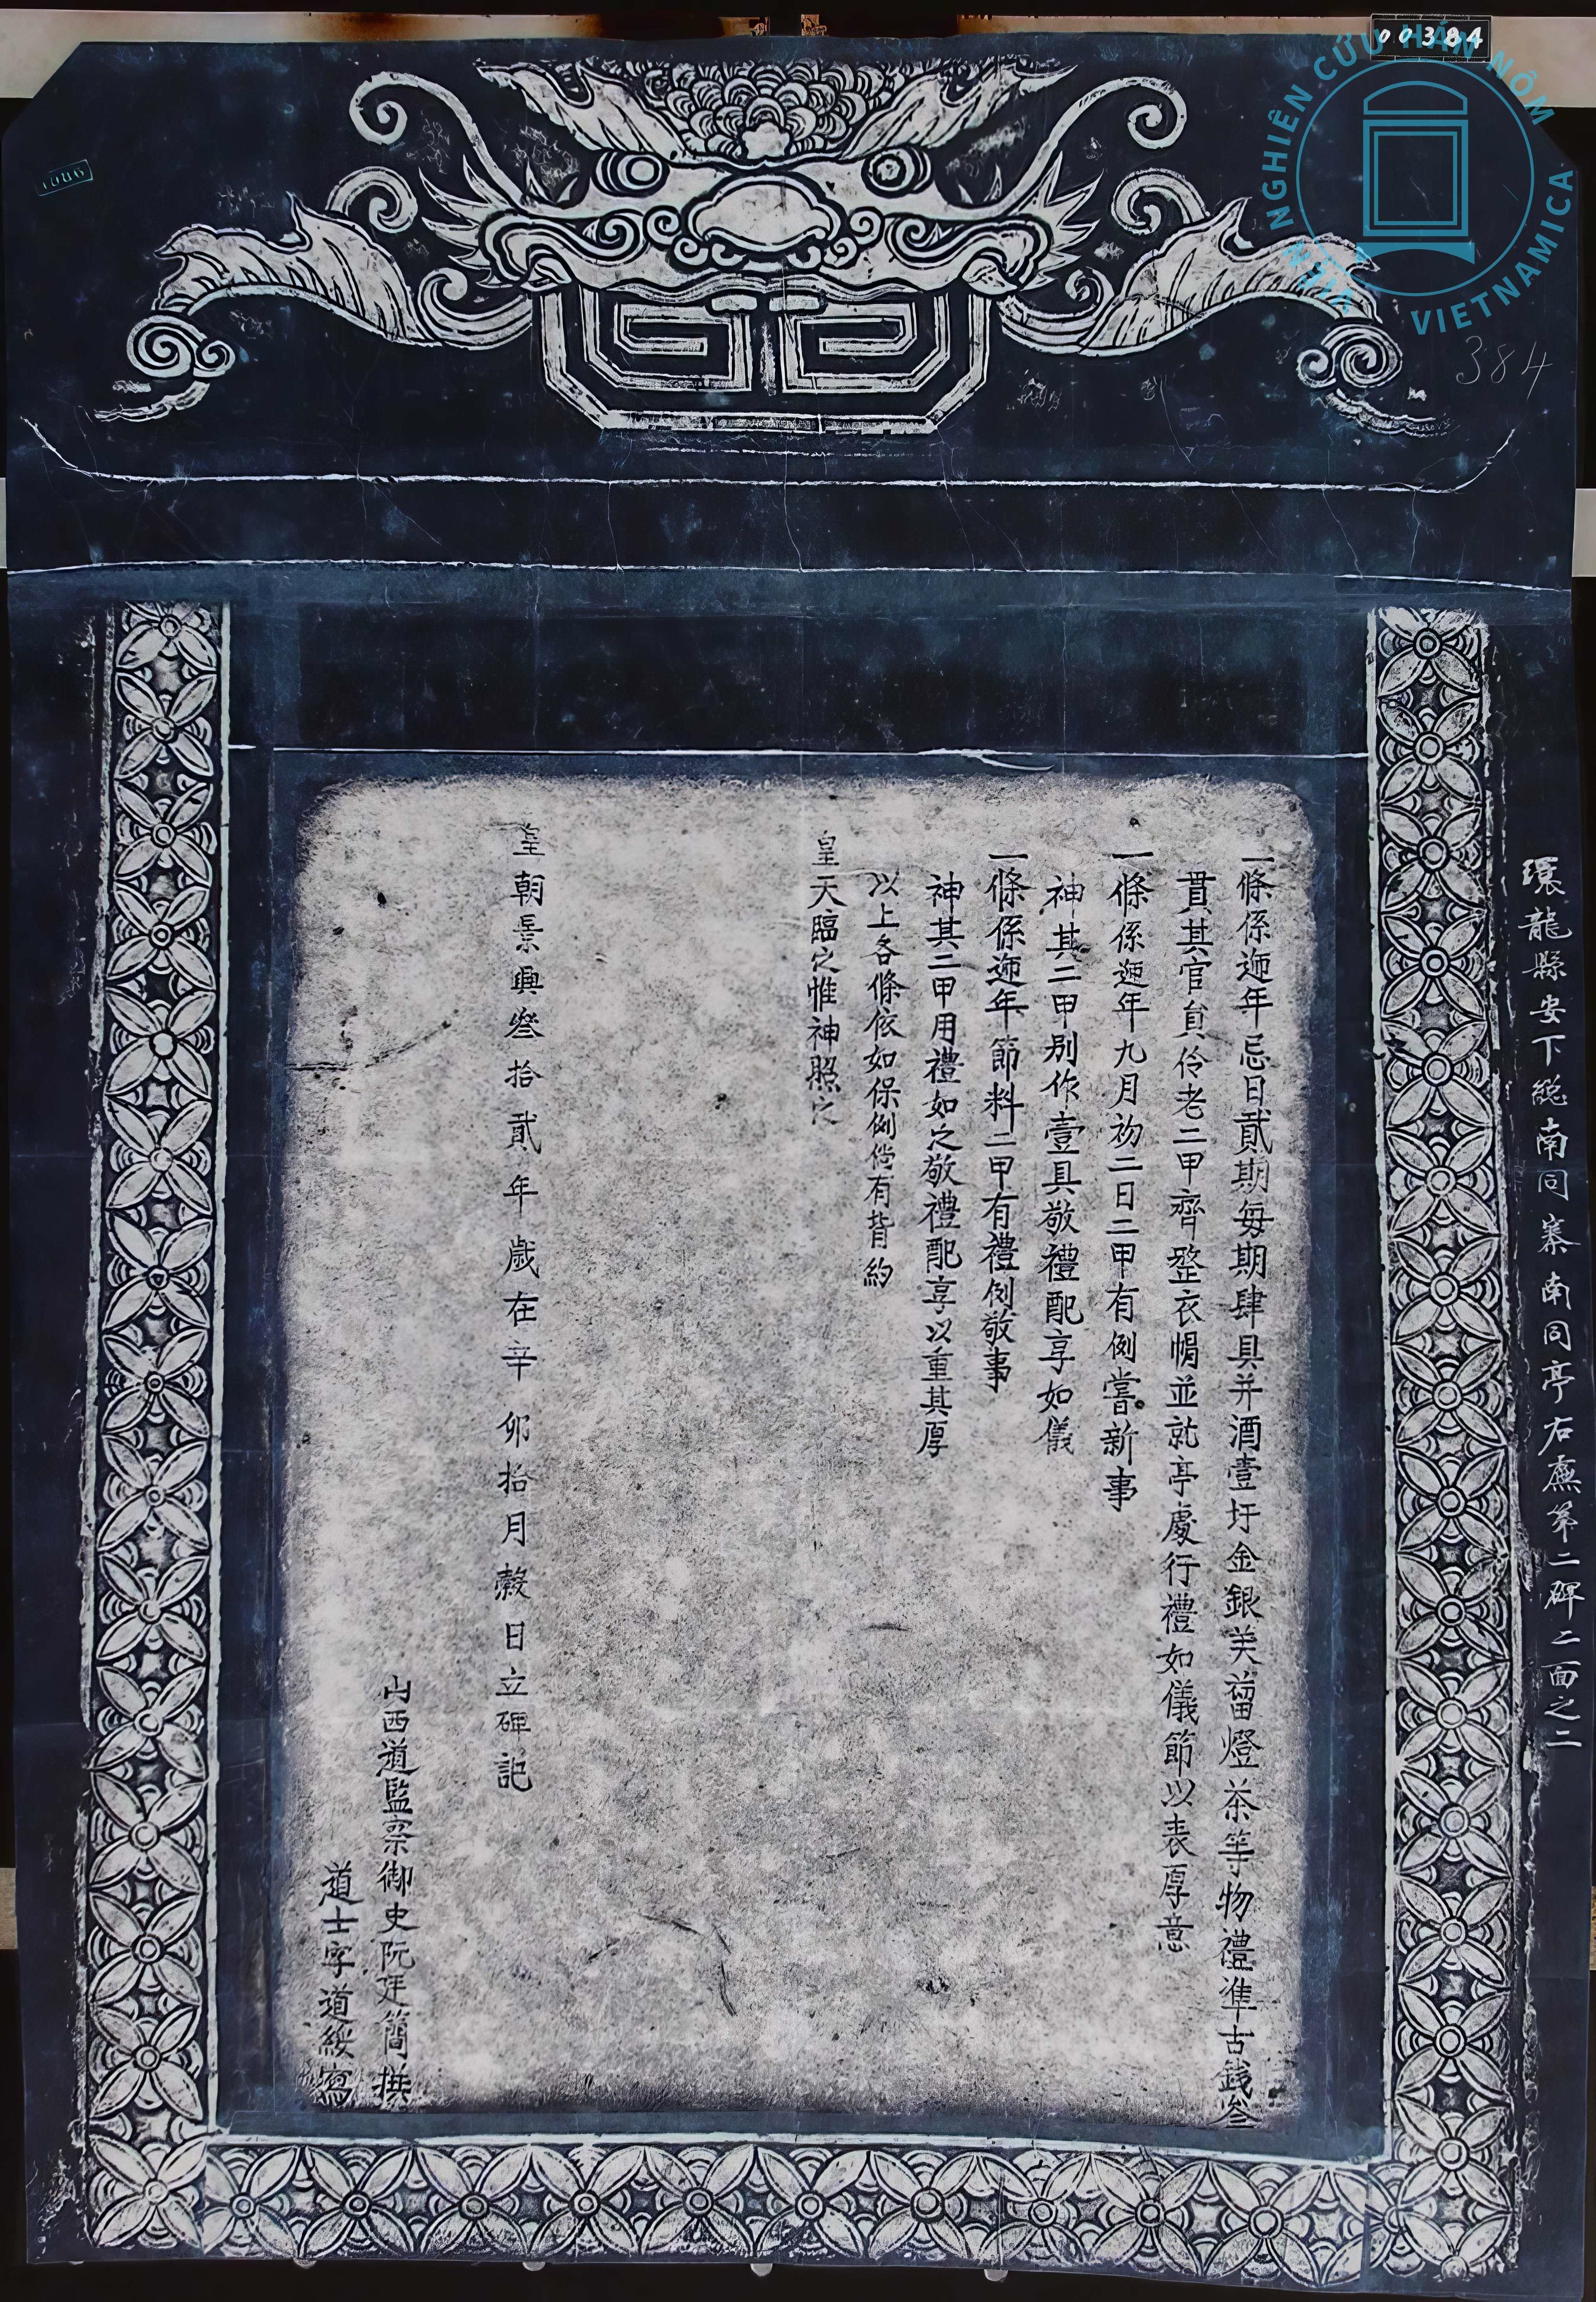 00384
VIỆN NGHIÊN CỨU HÁN NÔM
VIETNAMICA
1006
384
環龍縣安下總南同寨南同亭右廡第二碑二面之二
一條係迊年忌日貳期每期肆具并酒壹圩金銀芙蒥燈茶等物禮準古銭叁
貫其官員伶老二甲齊整衣帽並就亭處行禮如儀節以表厚意
一條係迊年九月初二日二甲有例嘗新事
神其二甲別作壹具敬禮配享如儀
一條係迊年節料二甲有禮例敬事
神其二甲用禮如之敬禮配享以重其厚
以上各條依如保例倘有背約
皇天臨之惟神照之
皇朝景興叄拾貳年歲在辛卯拾月穀日立碑記
山西道監察御史阮廷簡撰
道士字道綏寫